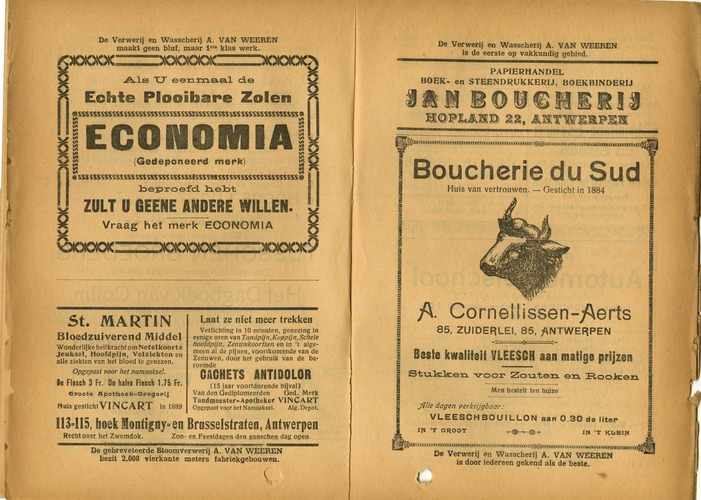 De Verwerij en Wasscherij A. VAN WEEREN
maakt geen bluf, maar 1ste klas werk.
Als U eenmaal de
Echte Plooibare Zolen
ECONOMIA
(Gedeponeerd merk)
beproefd hebt
ZULT U GEENE ANDERE WILLEN.
Vraag het merk ECONOMIA
St. MARTIN
Bloedzuiverend Middel
Wonderlijke heilkracht om Netelkoorts
Jeuksel, Hoofdpijn, Velziekten en
alle ziekten van het bloed te genezen.
Opgepast voor het namaaksel.
De Flesch 3 Fr. De halve Flesch 1.75 Fr.
Groote Apotheek-Drogerij
Huis gesticht VINCART in 1889
Laat ze niet meer trekken
Verlichting in 10 minuten, genezing in
eenige uren van Tandpijn, Koppijn, Schele
hoofdpijn, Zenuwkoortsen en in 't alge-
meen al de pijnen, voortkomende van de
Zenuwen, door het gebruik van de be-
roemde
CACHETS ANTIDOLOR
(15 jaar voortdurende bijval)
Van den Gediplomeerden Ged. Merk
Tandmeester-Apotheker VINCART
Opgepast voor het Namaaksel. Alg. Depot.
113-115, hoek Montigny- en Brusselstraten, Antwerpen
Recht over het Zwemdok. Zon- en Feestdagen den ganschen dag open.
De gebreveteerde Stoomverwerij A. VAN WEEREN
bezit 2,000 vierkante meters fabriekgebouwen.
De Verwerij en Wasscherij A. VAN WEEREN
is de eerste op vakkundig gebied.
PAPIERHANDEL
BOEK- en STEENDRUKKERIJ, BOEKBINDERIJ
JAN BOUCHERIJ
HOPLAND 22, ANTWERPEN
Boucherie du Sud
Huis van vertrouwen. — Gesticht in 1884
A. Cornellissen-Aerts
85, ZUIDERLEI, 85, ANTWERPEN
Beste kwaliteit VLEESCH aan matige prijzen
Stukken voor Zouten en Rooken
Men bestelt ten huize
Alle dagen verkrijgbaar:
VLEESCHBOUILLON aan 0.30 de liter
IN 'T GROOT IN 'T KLEIN
De Verwerij en Wasscherij A. VAN WEEREN
is door iedereen gekend als de beste.